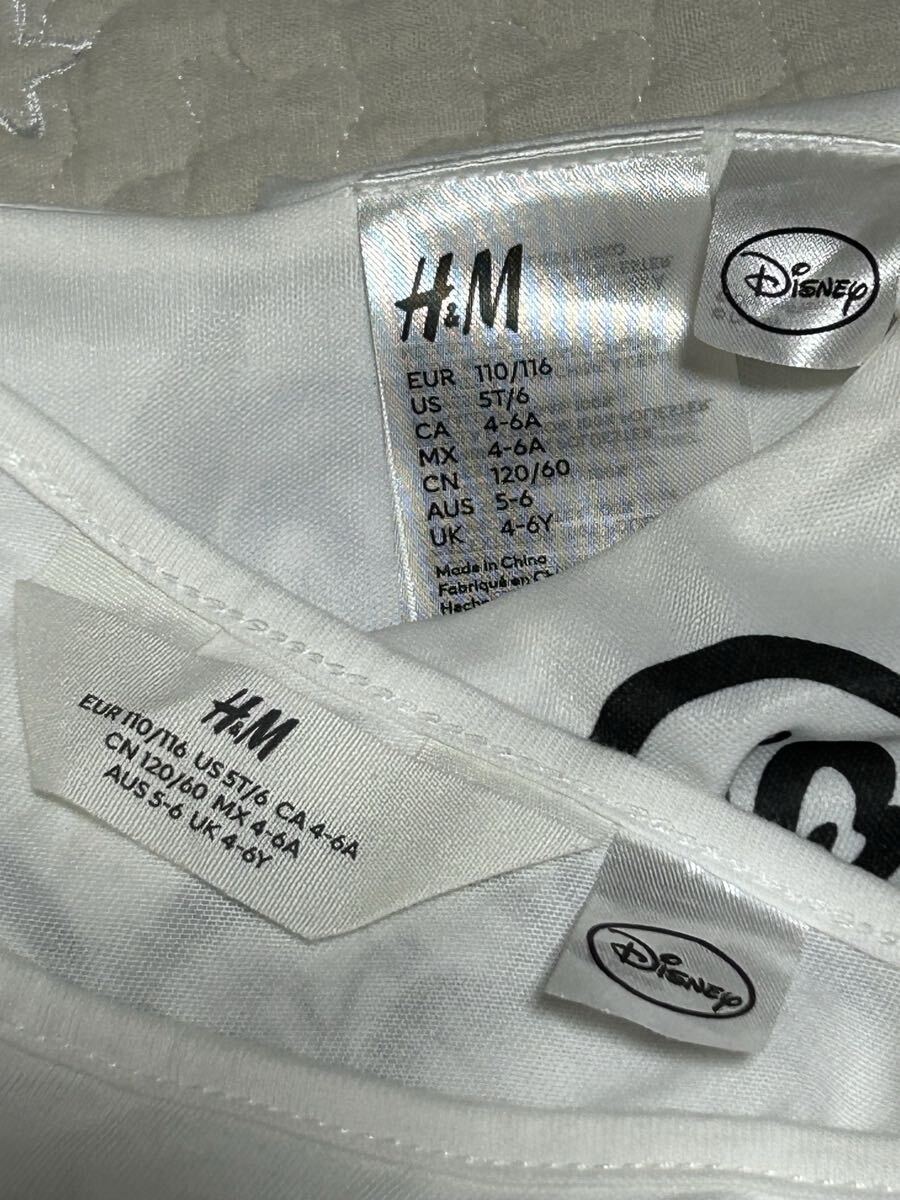 H&M
EUR 110/116
US 5T/6
CA 4-6A
MX 4-6A
CN 120/60
AUS 5-6
UK 4-6Y
Made in China
Fabriqué en
DISNEY
H&M
EUR 110/116 US 5T/6 CA 4-6A
CN 120/60 MX 4-6A
AUS 5-6 UK 4-6Y
DISNEY